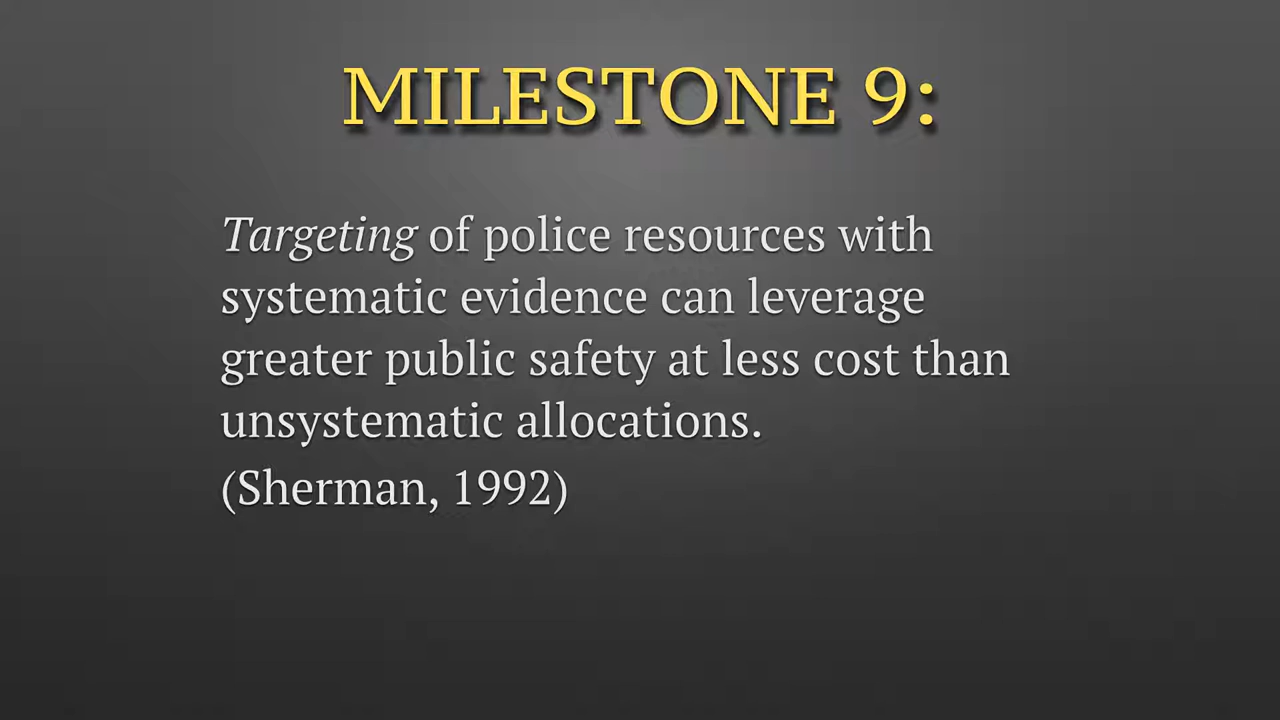 MILESTONE 9:
Targeting of police resources with
systematic evidence can leverage
greater public safety at less cost than
unsystematic allocations.
(Sherman, 1992)